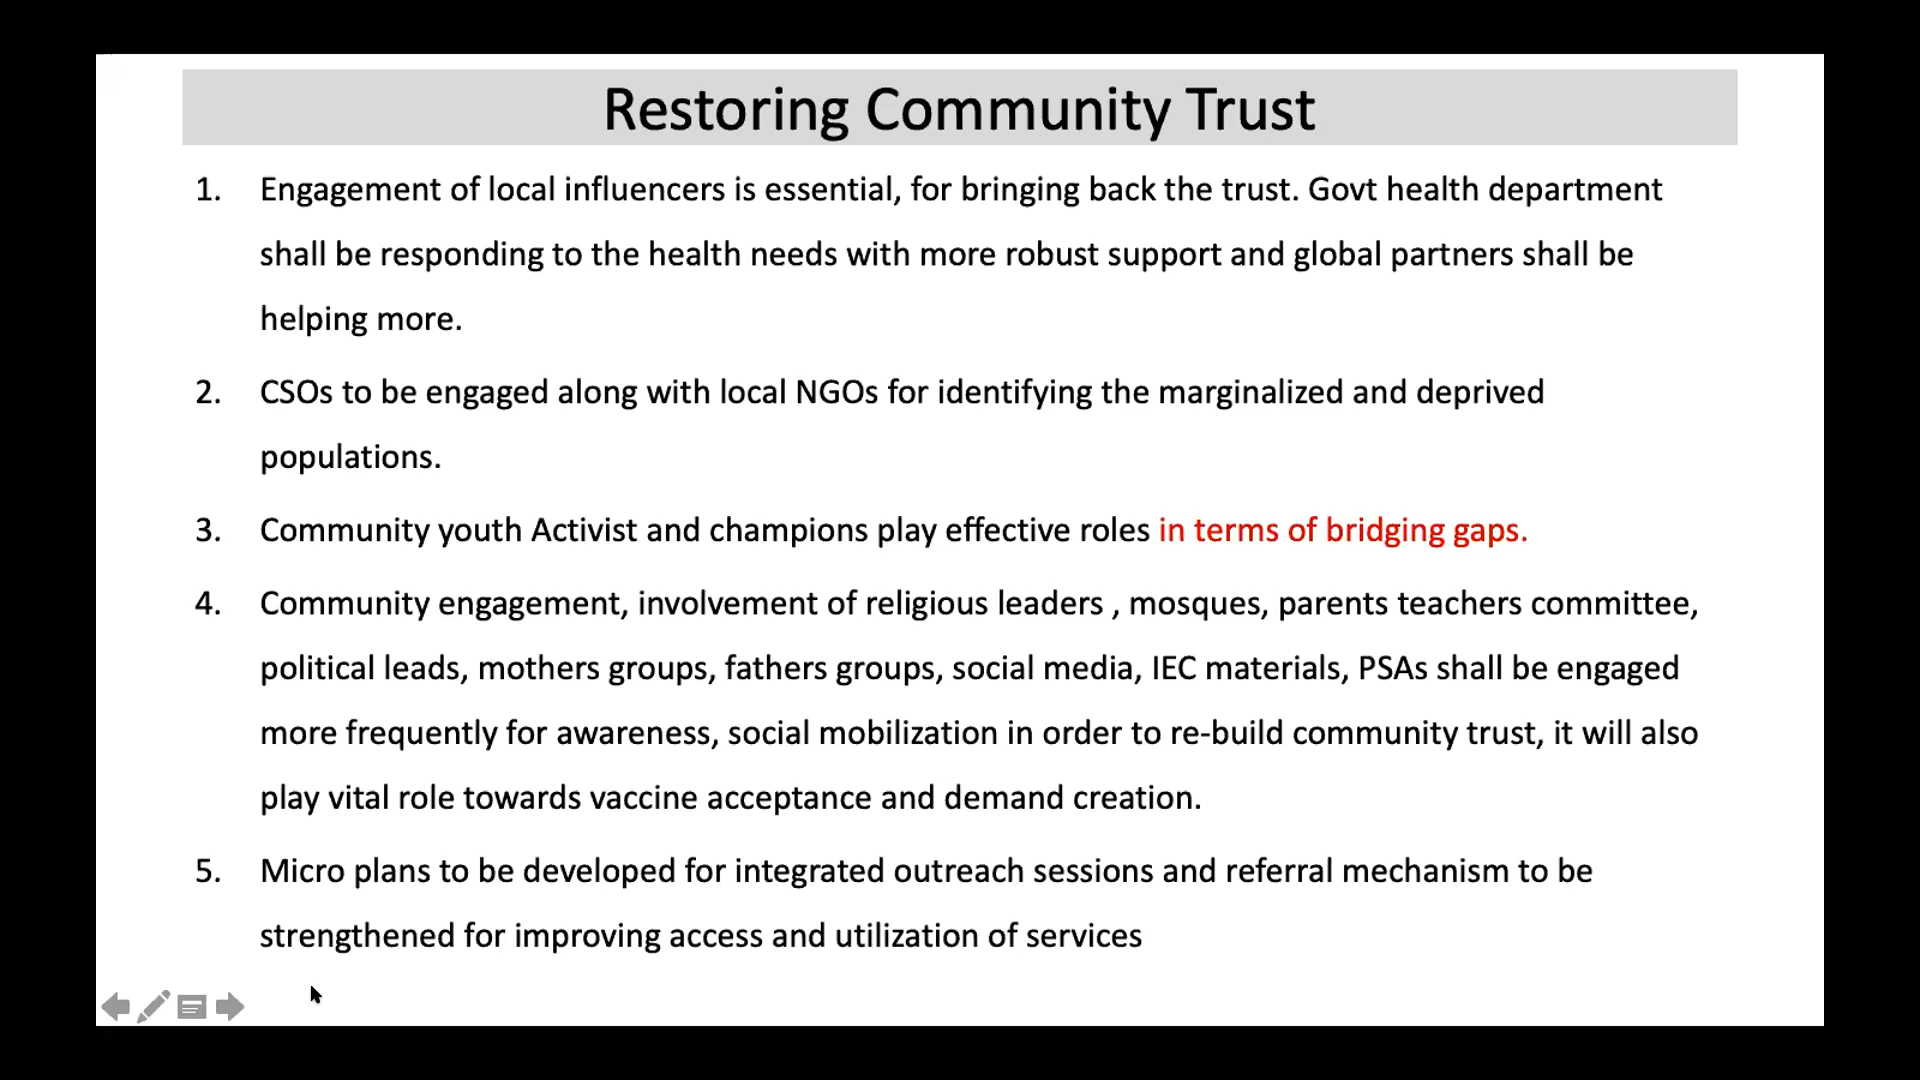 Restoring Community Trust
1. Engagement of local influencers is essential, for bringing back the trust. Govt health department
shall be responding to the health needs with more robust support and global partners shall be
helping more.
2. CSOs to be engaged along with local NGOs for identifying the marginalized and deprived
populations.
3. Community youth Activist and champions play effective roles in terms of bridging gaps.
4. Community engagement, involvement of religious leaders , mosques, parents teachers committee,
political leads, mothers groups, fathers groups, social media, IEC materials, PSAs shall be engaged
more frequently for awareness, social mobilization in order to re-build community trust, it will also
play vital role towards vaccine acceptance and demand creation.
5. Micro plans to be developed for integrated outreach sessions and referral mechanism to be
strengthened for improving access and utilization of services